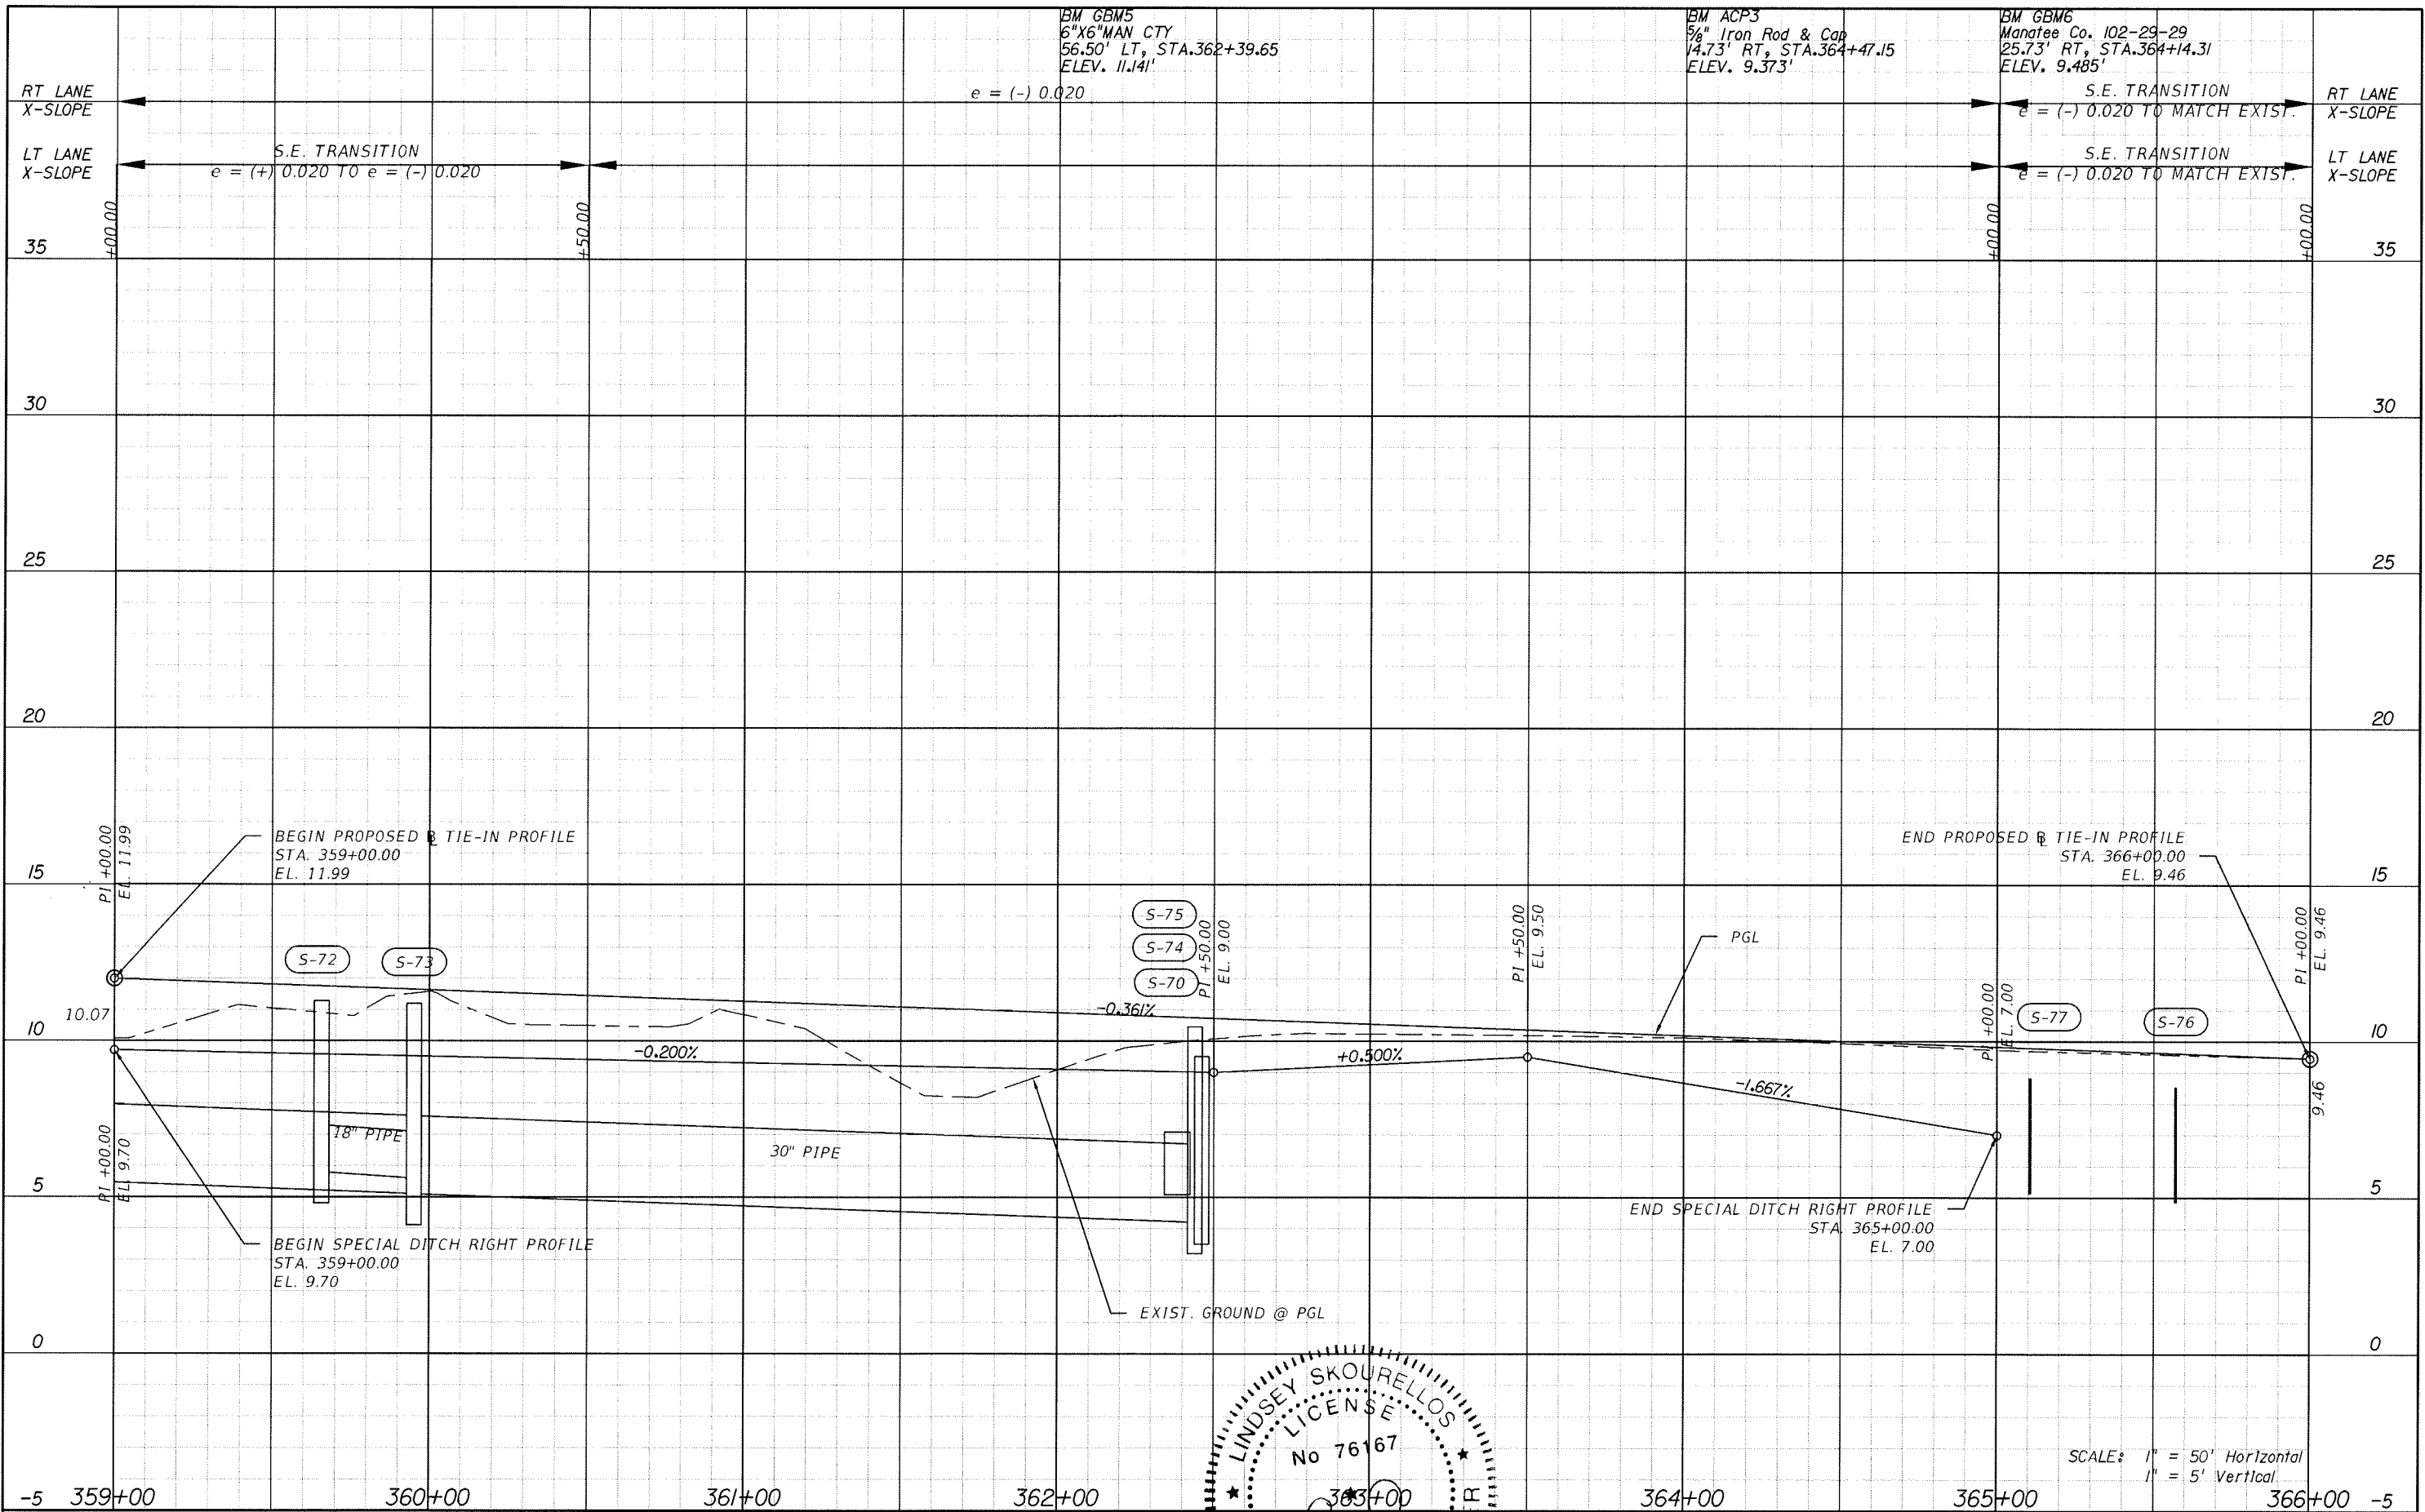 BM GBM5
6"X6"MAN CTY
56.50' LT, STA.362+39.65
ELEV. 11.141'
BM ACP3
5/8" Iron Rod & Cap
14.73' RT, STA.364+47.15
ELEV. 9.373'
BM GBM6
Manatee Co. 102-29-29
25.73' RT, STA.364+14.31
ELEV. 9.485'
RT LANE
X-SLOPE
e = (-) 0.020
S.E. TRANSITION
e = (-) 0.020 TO MATCH EXIST.
RT LANE
X-SLOPE
LT LANE
X-SLOPE
S.E. TRANSITION
e = (+) 0.020 TO e = (-) 0.020
S.E. TRANSITION
e = (-) 0.020 TO MATCH EXIST.
LT LANE
X-SLOPE
+00.00
+50.00
+00.00
+00.00
35
35
30
30
25
25
20
20
PI +00.00
EL. 11.99
BEGIN PROPOSED ℄ TIE-IN PROFILE
STA. 359+00.00
EL. 11.99
END PROPOSED ℄ TIE-IN PROFILE
STA. 366+00.00
EL. 9.46
15
15
S-75
S-74
S-70
PI +50.00
EL. 9.00
PI +50.00
EL. 9.50
PGL
PI +00.00
EL. 9.46
S-72
S-73
-0.361%
PI +00.00
EL. 7.00
S-77
S-76
10.07
10
10
-0.200%
+0.500%
-1.667%
9.46
18" PIPE
30" PIPE
PI +00.00
EL. 9.70
5
5
BEGIN SPECIAL DITCH RIGHT PROFILE
STA. 359+00.00
EL. 9.70
END SPECIAL DITCH RIGHT PROFILE
STA. 365+00.00
EL. 7.00
EXIST. GROUND @ PGL
0
0
LINDSEY SKOURELLOS
LICENSE
No 76167
SCALE: 1" = 50' Horizontal
1" = 5' Vertical
-5
359+00
360+00
361+00
362+00
363+00
364+00
365+00
366+00
-5